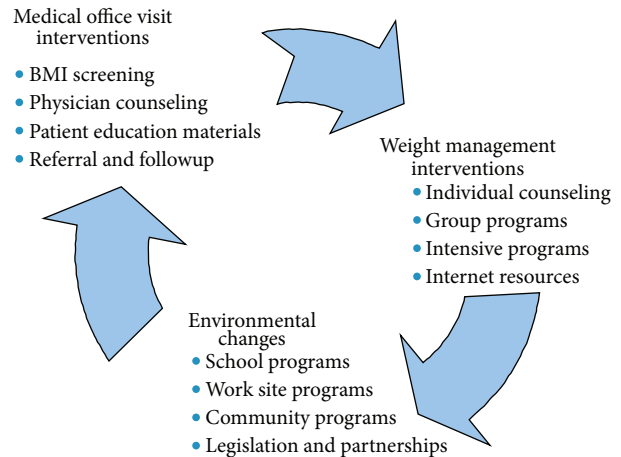 Medical office visit
interventions
• BMI screening
• Physician counseling
• Patient education materials
• Referral and followup
Weight management
interventions
• Individual counseling
• Group programs
• Intensive programs
• Internet resources
Environmental
changes
• School programs
• Work site programs
• Community programs
• Legislation and partnerships